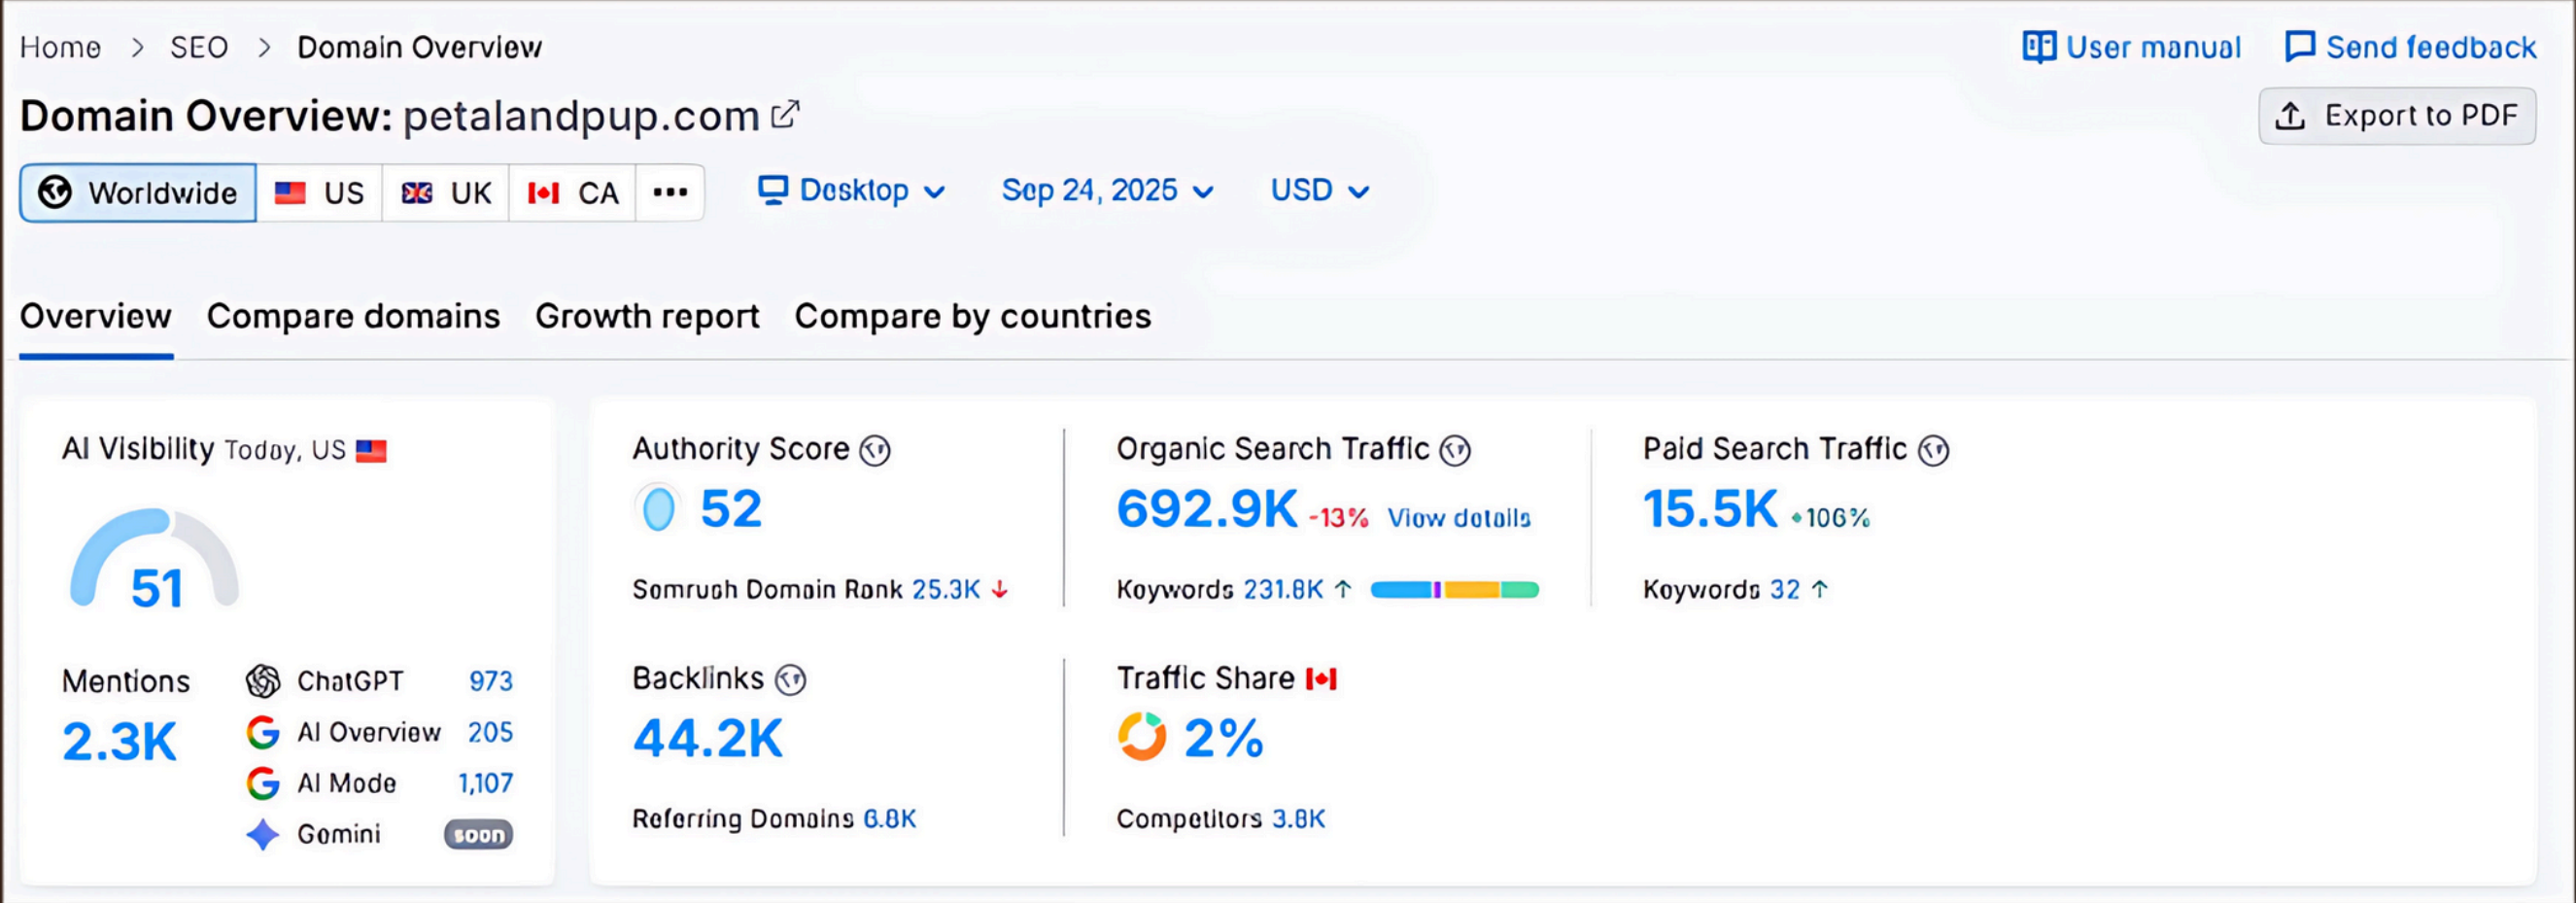 Home > SEO > Domain Overview
User manual
Send feedback
Domain Overview: petalandpup.com
Export to PDF
Worldwide
US
UK
CA
•••
Desktop
Sep 24, 2025
USD
Overview
Compare domains
Growth report
Compare by countries
AI Visibility Today, US
51
Mentions
2.3K
ChatGPT 973
AI Overview 205
AI Mode 1,107
Gemini soon
Authority Score
52
Semrush Domain Rank 25.3K ↓
Organic Search Traffic
692.9K -13% View details
Keywords 231.8K ↑
Paid Search Traffic
15.5K +106%
Keywords 32 ↑
Backlinks
44.2K
Referring Domains 6.8K
Traffic Share
2%
Competitors 3.8K